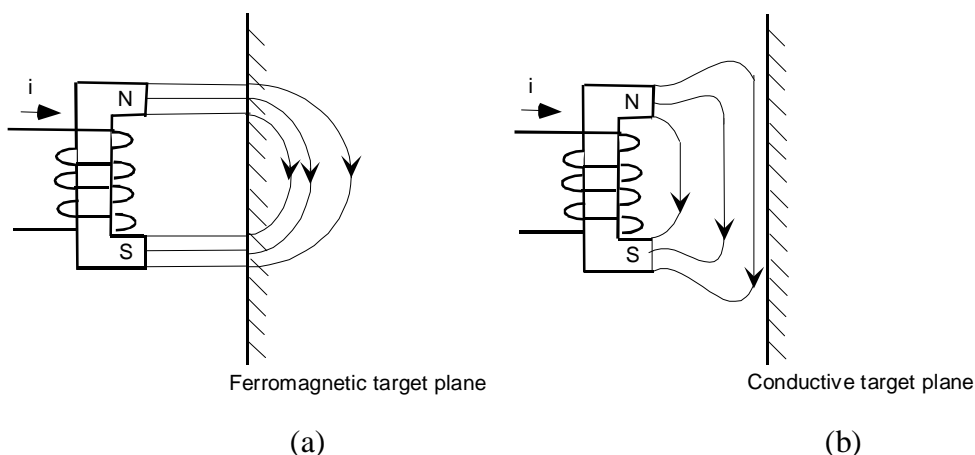 i
N
S
Ferromagnetic target plane
(a)
i
N
S
Conductive target plane
(b)